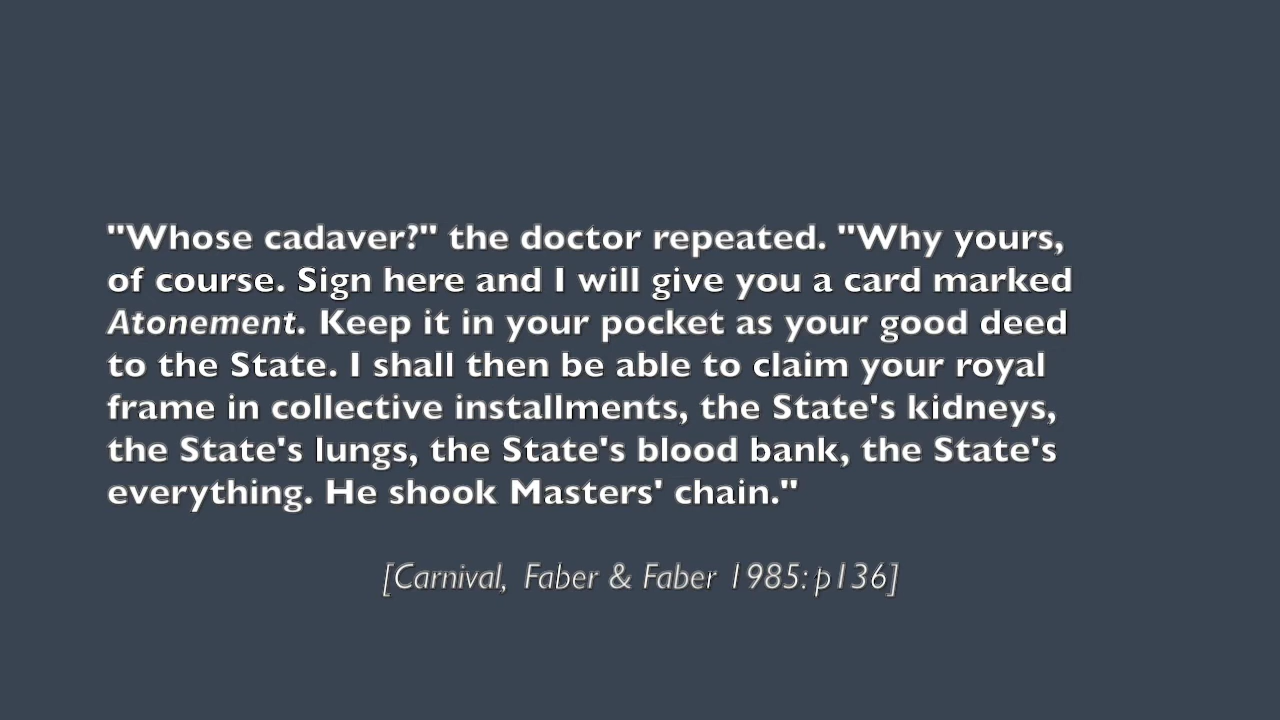 "Whose cadaver?" the doctor repeated. "Why yours,
of course. Sign here and I will give you a card marked
Atonement. Keep it in your pocket as your good deed
to the State. I shall then be able to claim your royal
frame in collective installments, the State's kidneys,
the State's lungs, the State's blood bank, the State's
everything. He shook Masters' chain."
[Carnival, Faber & Faber 1985: p136]